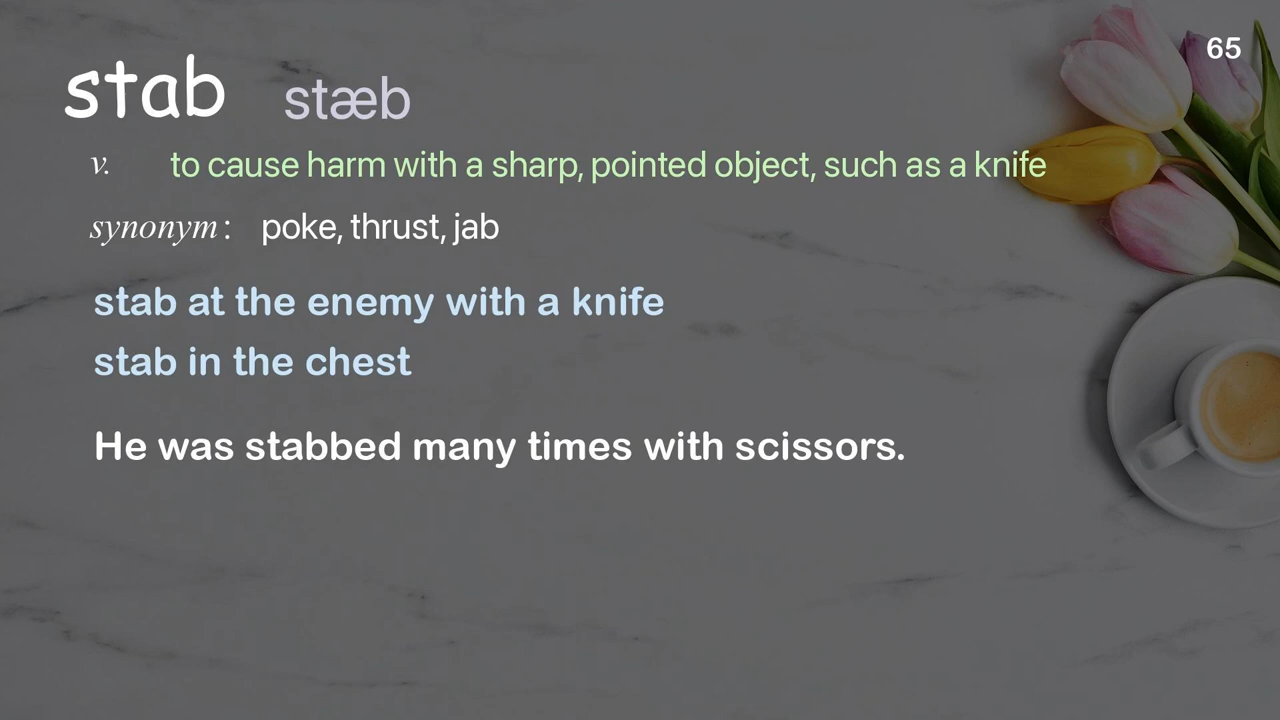 65
stab stæb
v. to cause harm with a sharp, pointed object, such as a knife
synonym: poke, thrust, jab
stab at the enemy with a knife
stab in the chest
He was stabbed many times with scissors.